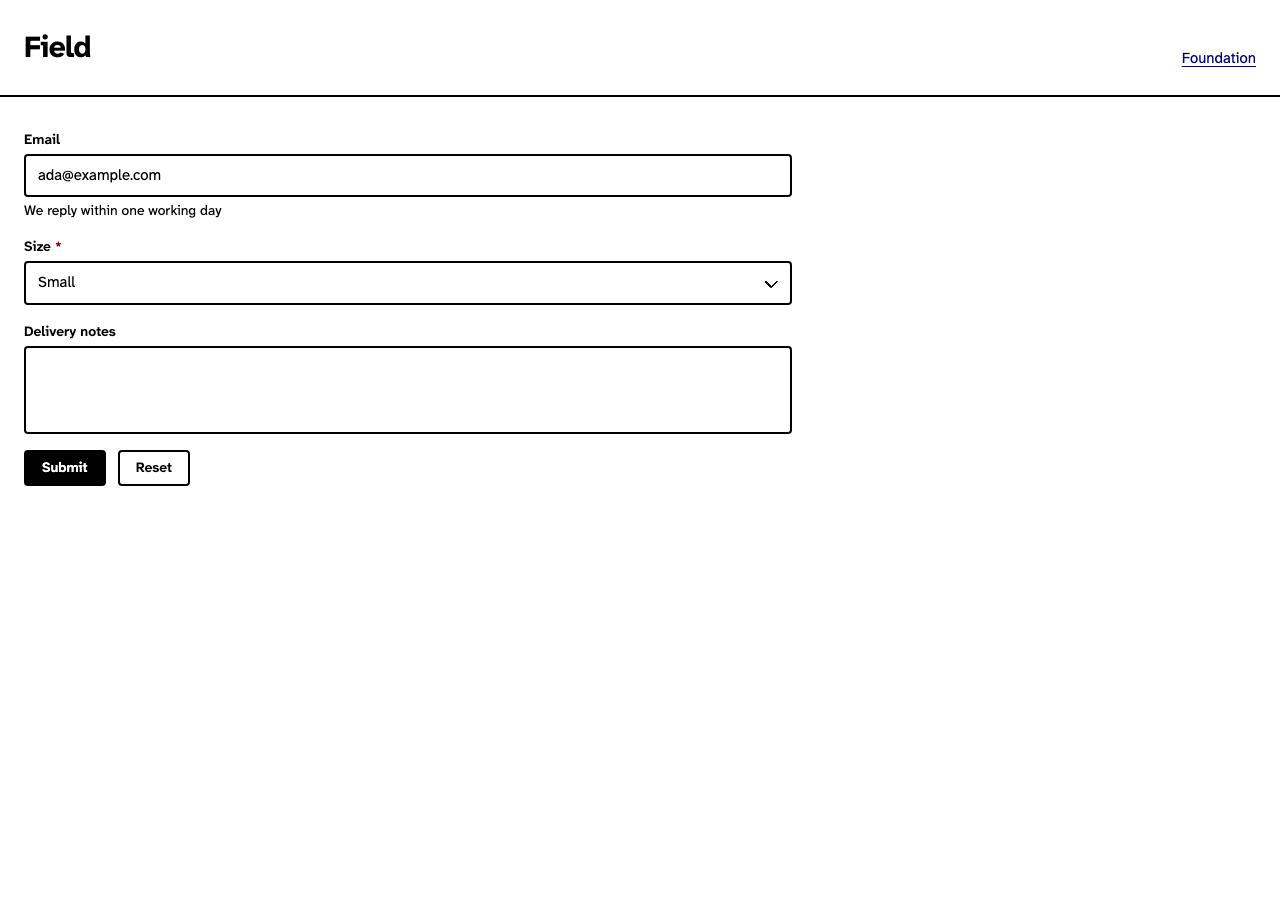 Field
Foundation
Email
ada@example.com
We reply within one working day
Size *
Small
Delivery notes
Submit
Reset